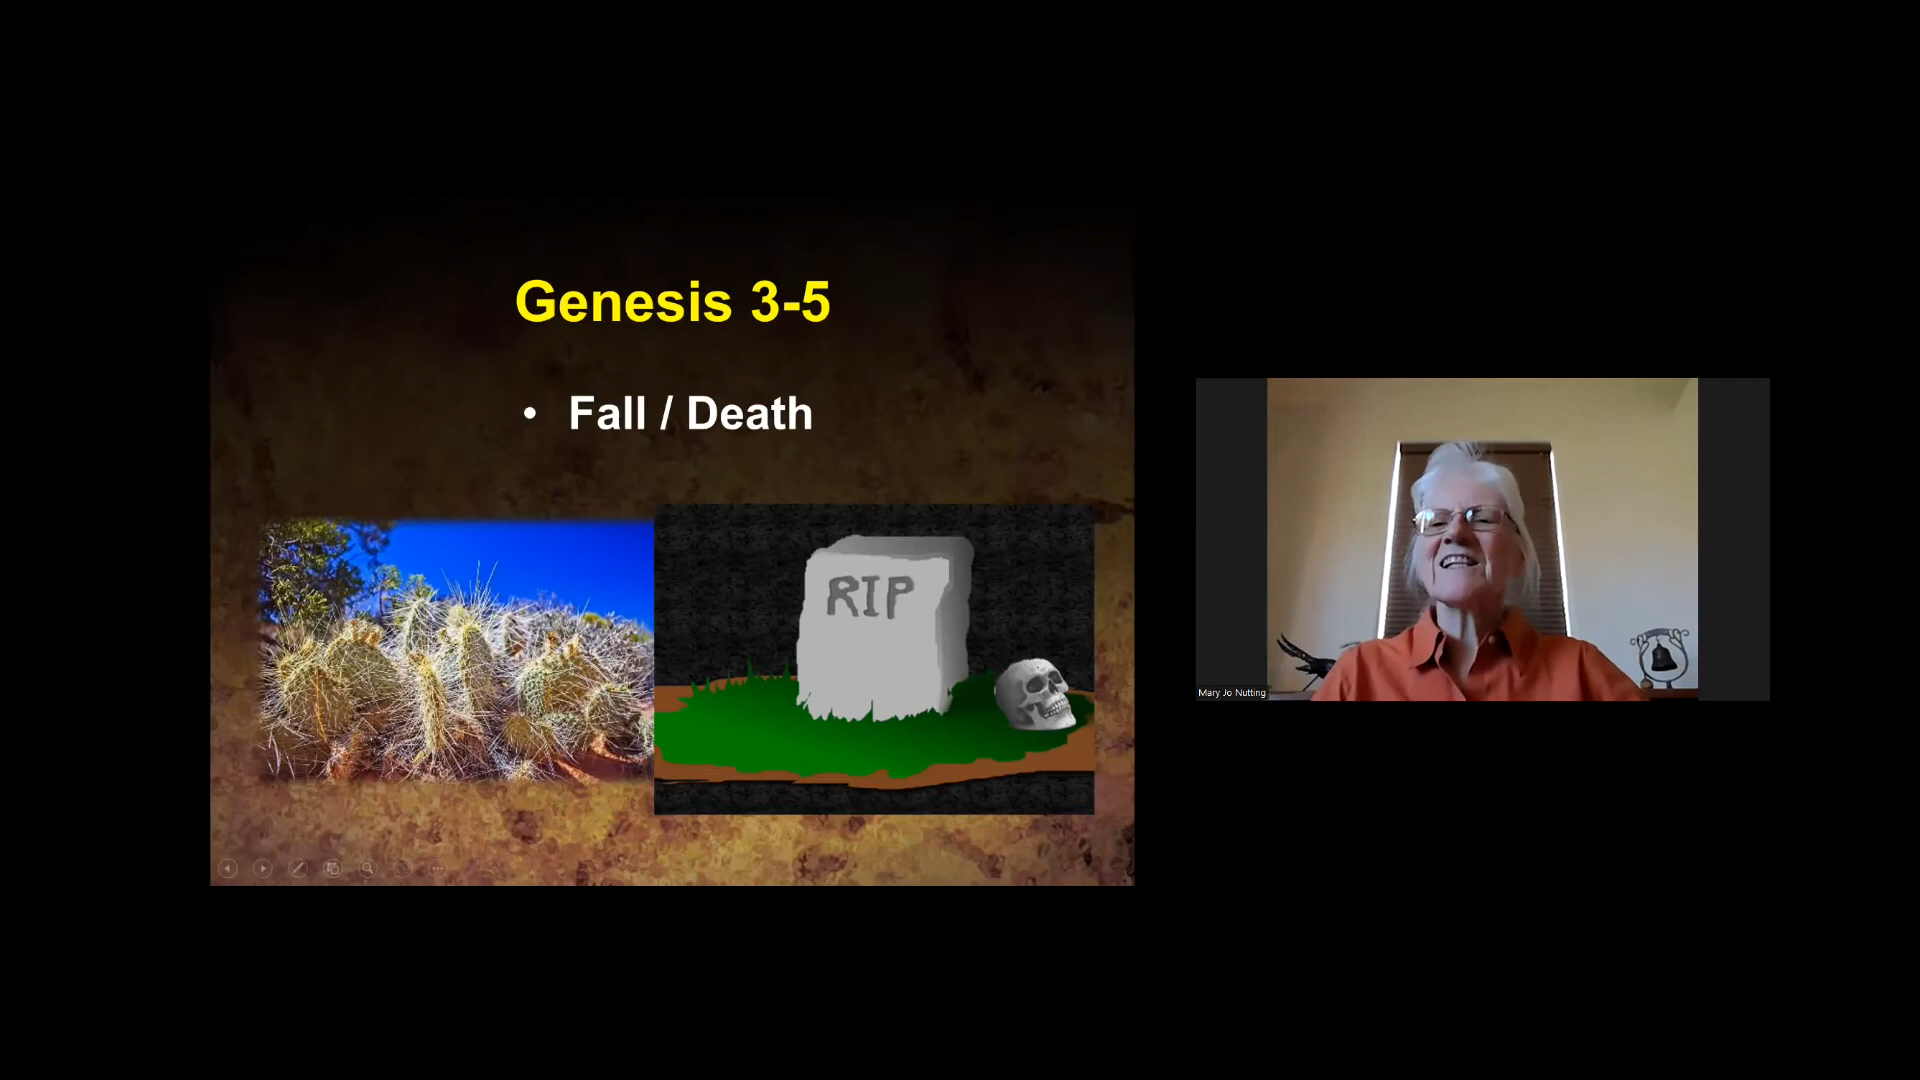 Genesis 3-5
• Fall / Death
RIP
Mary Jo Nutting